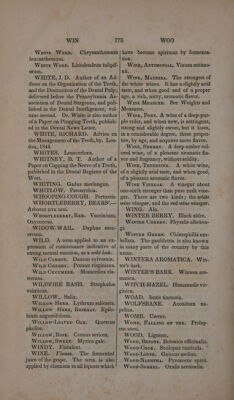 WIN 775 WOO
White Weed. Chrysanthemum
leucanthemum.
White Wood. Liriodendron tulipiferum.
WHITE, J. D. Author of an Address
on the Organization of the Teeth,
and the Destruction of the Dental Pulp;
delivered before the Pennsylvania Association
of Dental Surgeons, and published
in the Dental Intelligencer, volume
second. Dr. White is also author
of a Paper on Plugging Teeth, published
in the Dental News Letter.
WHITE, RICHARD. Advice on
the Management of the Teeth, by. London,
1844.
WHITES. Leucorrhœa.
WHITNEY, B. T. Author of a
Paper on Capping the Nerve of a Tooth,
published in the Dental Register of the
West.
WHITING. Gadus merlangus.
WHITLOW. Paronychia.
WHOOPING-COUGH. Pertussis.
WHORTLEBERRY, BEARS'—
Arbutus uva ursi.
Whortleberry, Red. Vaccinium,
Oxycoccos.
WIDOW-WAIL. Daphne mezereum.
WILD. A term applied to an expression
of countenance indicative of
strong mental emotion, as a wild look.
Wild Carrot. Daucus sylvestris.
Wild Cherry. Prunus virginiana.
Wild Cucumber. Momordica elaterium.
WILDFIRE RASH. Strophulus
volaticus.
WILLOW. Salix.
Willow Herb. Lythrum salicaria.
Willow Herb, Rosebay. Epilobium
angustifolium.
Willow-Leaved Oak. Quercus
phellos.
Willow, Rose. Cornus sericea.
Willow, Sweet. Myrica gale.
WINDY. Flatulent.
WINE. Vinum. The fermented
juice of the grape. The term is also
applied by chemists to all liquors which
have become spirituous by fermentation.
Wine, Antimonial. Vinum antimonii.
Wine, Madeira. The strongest of
the white wines. It has a slightly acid
taste, and when good and of a proper
age, a rich, nutty, aromatic flavor.
Wine Measure. See Weights and
Measures.
Wine, Port. A wine of a deep purple
color, and when new, is astringent,
strong and slightly sweet, but it loses,
in a considerable degree, these properties,
by age, and acquires more flavor.
Wine, Sherry. A deep-amber colored
wine, of a pleasant aromatic flavor
and fragrancy, without acidity.
Wine, Teneriffe. A white wine,
of a slightly acid taste, and when good,
of a pleasant aromatic flavor.
Wine Vinegar. A vinegar about
one-sixth stronger than pure malt vinegar.
There are two kinds; the white
wine vinegar, and the red wine vinegar.
WING. Ala.
WINTER BERRY. Black alder.
Winter Cherry. Physalis alkekengi.
Winter Green. Chimaphila umbellata.
The gaultheria is also known
in many parts of the country by this
name.
WINTERA AROMATICA. Winter's
bark.
WINTER'S BARK. Wintera aromatica.
WITCH-HAZEL. Hamamelis virginica.
WOAD. Isatis tinctoria.
WOLFSBANE. Aconitum napellus.
WOMB. Uterus.
Womb, Falling of the. Prolapsus
uteri.
WOOD. Lignum.
Wood, Betony. Betonica officinalis.
Wood-Cock. Scolopax rusticola.
Wood-Louse. Oniscus asellus.
Wood-Naphtha. Pyroacetic spirit.
Wood-Sorrel. Oxalis acetosella.